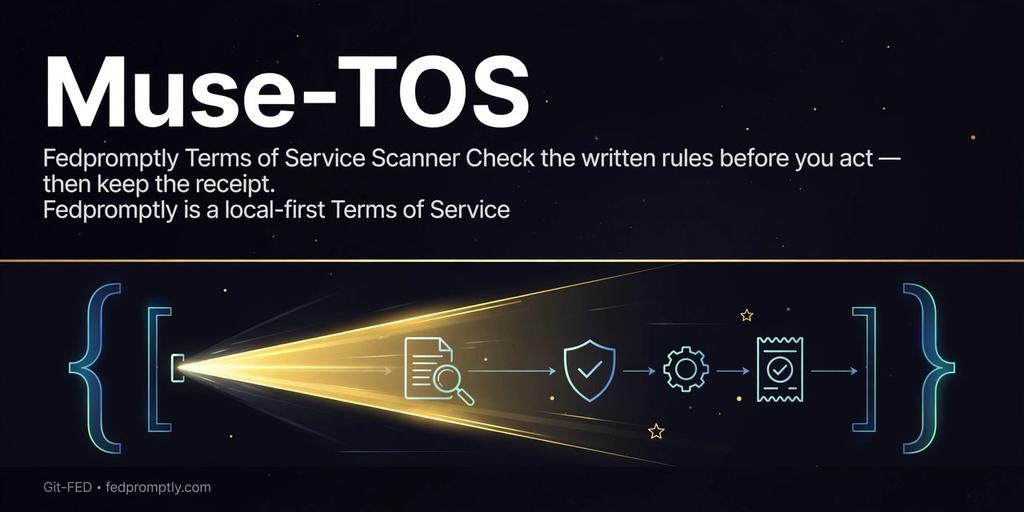 Muse-TOS
Fedpromptly Terms of Service Scanner Check the written rules before you act —
then keep the receipt.
Fedpromptly is a local-first Terms of Service
Git-FED • fedpromptly.com